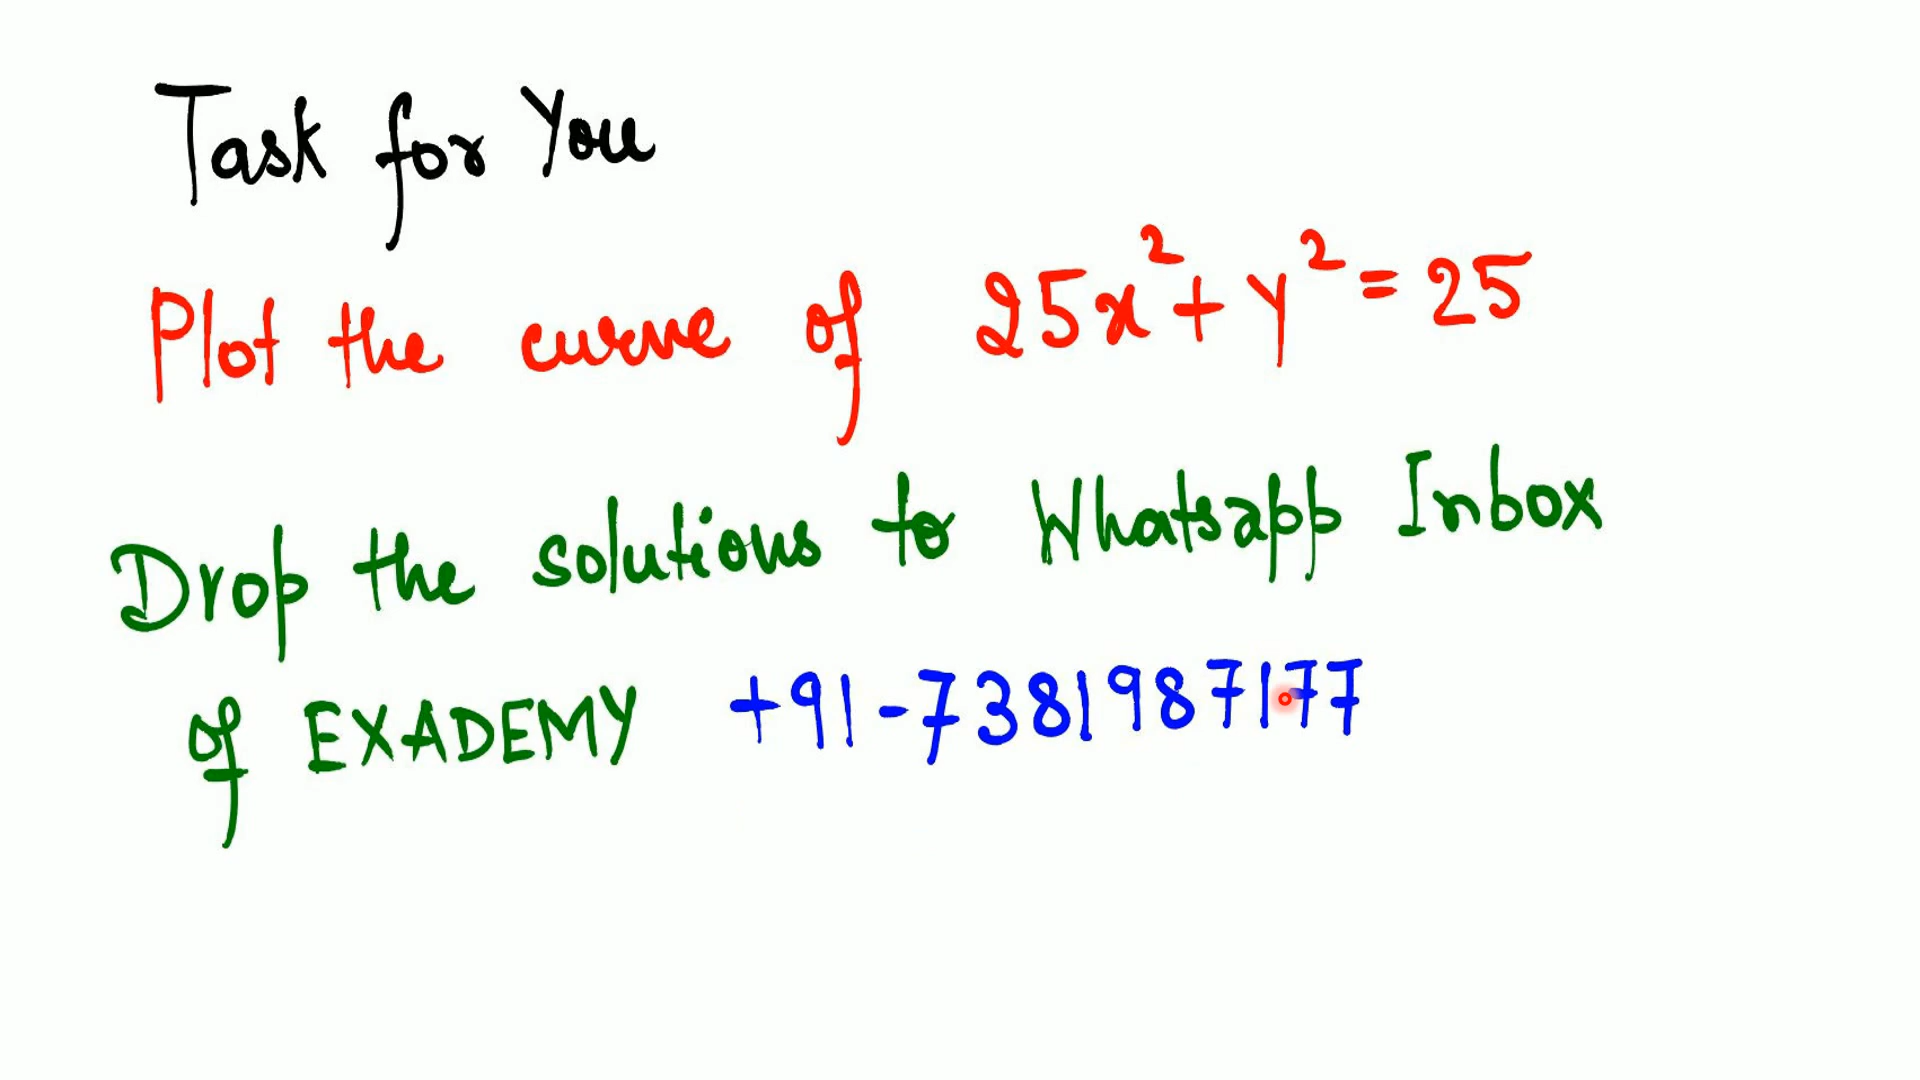 Task for You
Plot the curve of 25x²+y²=25
Drop the solutions to Whatsapp Inbox
of EXADEMY +91-7381987177